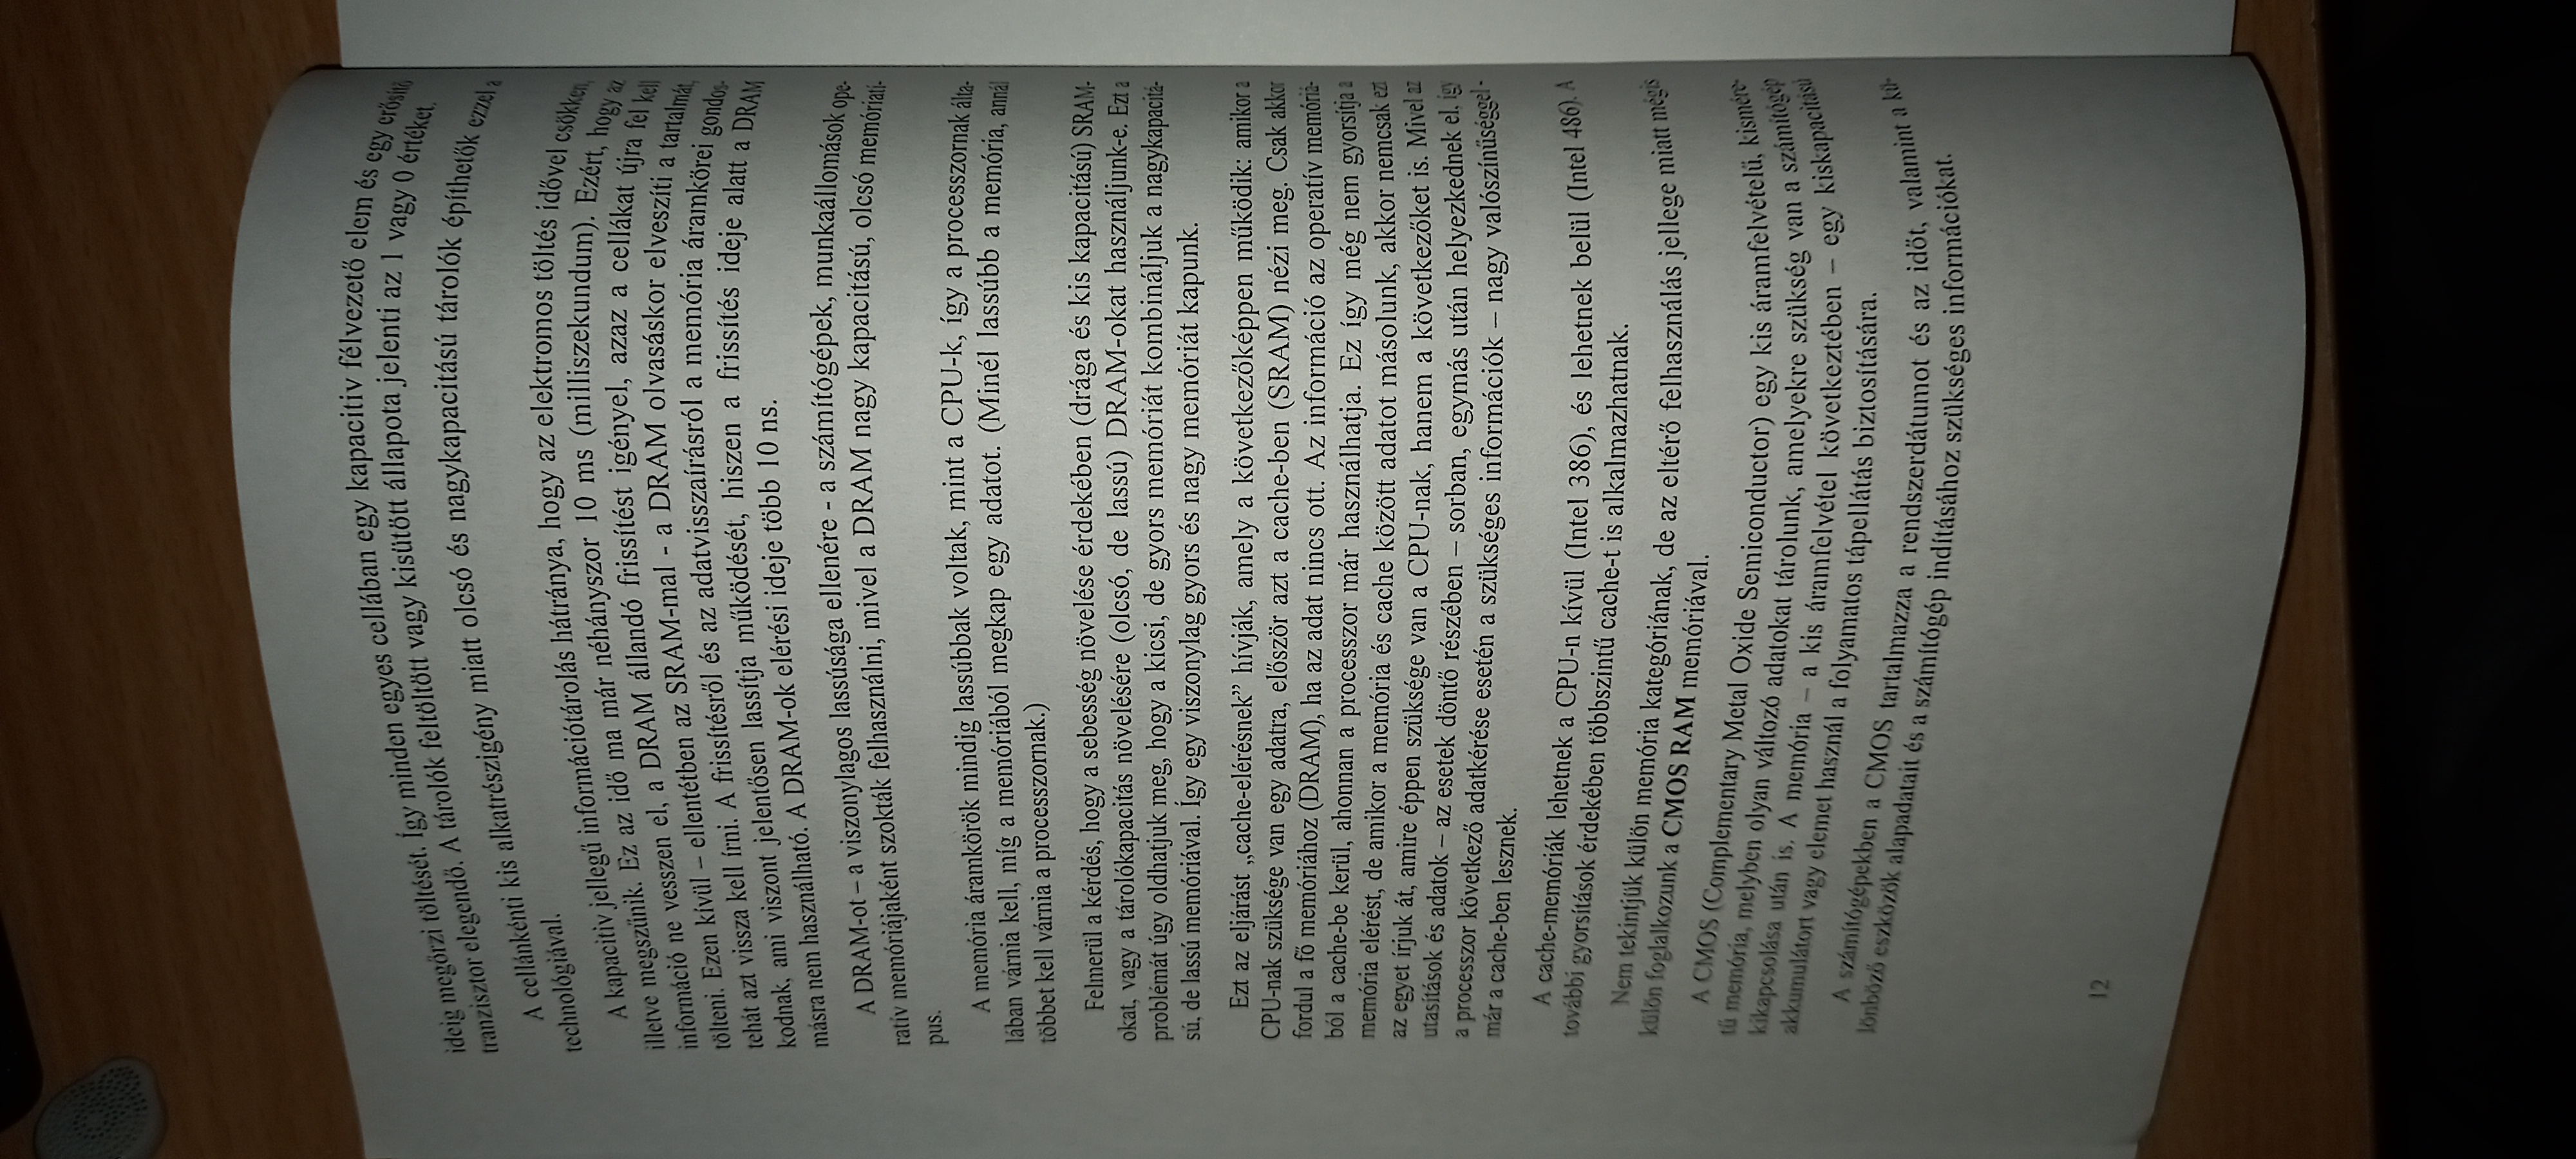 ideig megőrzi töltését. Így minden egyes cellában egy kapacitiv félvezető elem és egy erősítő
tranzisztor elegendő. A tárolók feltöltött vagy kisütött állapota jelenti az 1 vagy 0 értéket.
A cellánkénti kis alkatrészigény miatt olcsó és nagykapacitású tárolók építhetők ezzel a
technológiával.
A kapacitiv jellegű információtárolás hátránya, hogy az elektromos töltés idővel csökken,
illetve megszűnik. Ez az idő ma már néhányszor 10 ms (milliszekundum). Ezért, hogy az
információ ne vesszen el, a DRAM állandó frissítést igényel, azaz a cellákat újra fel kell
tölteni. Ezen kívül – ellentétben az SRAM-mal - a DRAM olvasáskor elveszíti a tartalmát,
tehát azt vissza kell írni. A frissítésről és az adatvisszaírásról a memória áramkörei gondos-
kodnak, ami viszont jelentősen lassítja működését, hiszen a frissítés ideje alatt a DRAM
másra nem használható. A DRAM-ok elérési ideje több 10 ns.
A DRAM-ot – a viszonylagos lassúsága ellenére - a számítógépek, munkaállomások ope-
ratív memóriájaként szokták felhasználni, mivel a DRAM nagy kapacitású, olcsó memóriatí-
pus.
A memória áramkörök mindig lassúbbak voltak, mint a CPU-k, így a processzornak álta-
lában várnia kell, míg a memóriából megkap egy adatot. (Minél lassúbb a memória, annál
többet kell várnia a processzornak.)
Felmerül a kérdés, hogy a sebesség növelése érdekében (drága és kis kapacitású) SRAM-
okat, vagy a tárolókapacitás növelésére (olcsó, de lassú) DRAM-okat használjunk-e. Ezt a
problémát úgy oldhatjuk meg, hogy a kicsi, de gyors memóriát kombináljuk a nagykapacitá-
sú, de lassú memóriával. Így egy viszonylag gyors és nagy memóriát kapunk.
Ezt az eljárást „cache-elérésnek” hívják, amely a következőképpen működik: amikor a
CPU-nak szüksége van egy adatra, először azt a cache-ben (SRAM) nézi meg. Csak akkor
fordul a fő memóriához (DRAM), ha az adat nincs ott. Az információ az operatív memóriá-
ból a cache-be kerül, ahonnan a processzor már használhatja. Ez így még nem gyorsítja a
memória elérést, de amikor a memória és cache között adatot másolunk, akkor nemcsak ezt
az egyet írjuk át, amire éppen szüksége van a CPU-nak, hanem a következőket is. Mivel az
utasítások és adatok – az esetek döntő részében – sorban, egymás után helyezkednek el, így
a processzor következő adatkérése esetén a szükséges információk – nagy valószínűséggel -
már a cache-ben lesznek.
A cache-memóriák lehetnek a CPU-n kívül (Intel 386), és lehetnek belül (Intel 486). A
további gyorsítások érdekében többszintű cache-t is alkalmazhatnak.
Nem tekintjük külön memória kategóriának, de az eltérő felhasználás jellege miatt mégis
külön foglalkozunk a CMOS RAM memóriával.
A CMOS (Complementary Metal Oxide Semiconductor) egy kis áramfelvételű, kismére-
tű memória, melyben olyan változó adatokat tárolunk, amelyekre szükség van a számítógép
kikapcsolása után is. A memória – a kis áramfelvétel következtében – egy kiskapacitású
akkumulátort vagy elemet használ a folyamatos tápellátás biztosítására.
A számítógépekben a CMOS tartalmazza a rendszerdátumot és az időt, valamint a kü-
lönböző eszközök alapadatait és a számítógép indításához szükséges információkat.
12